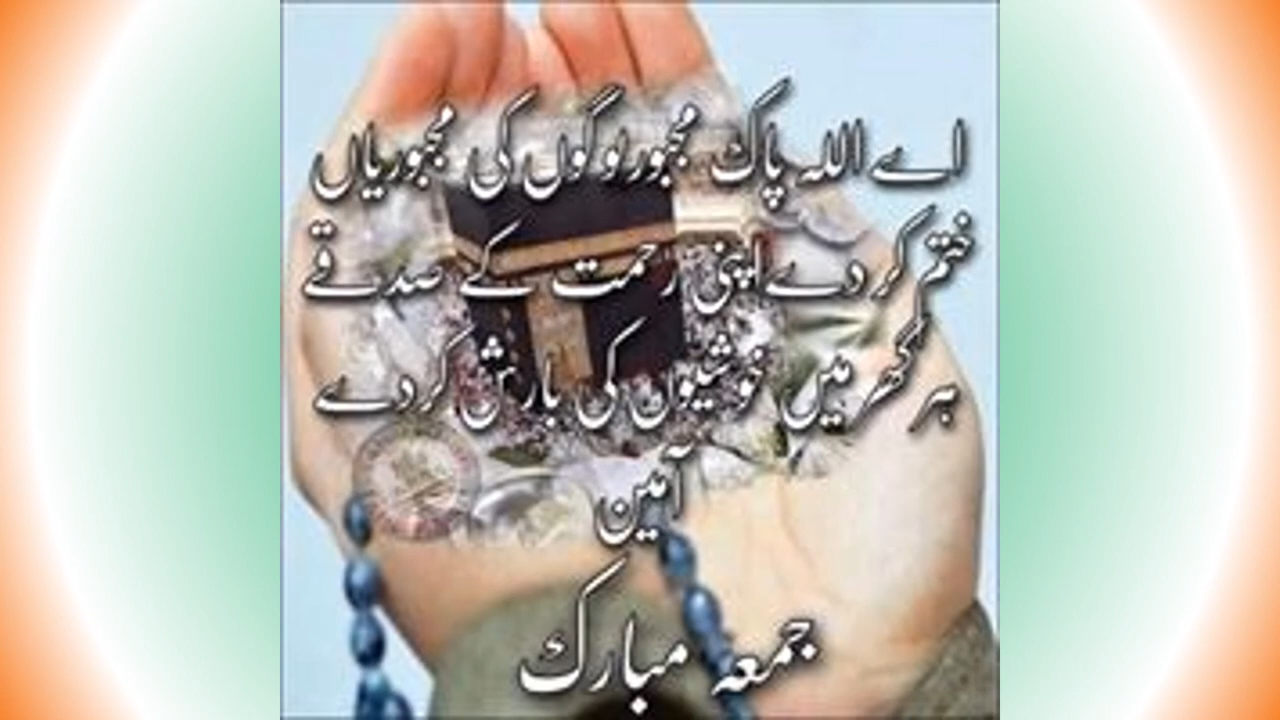 اے اللہ پاک مجبور لوگوں کی مجبوریاں
ختم کر دے اپنی رحمت کے صدقے
ہر گھر میں خوشیوں کی بارش کر دے
آمین
جمعہ مبارک